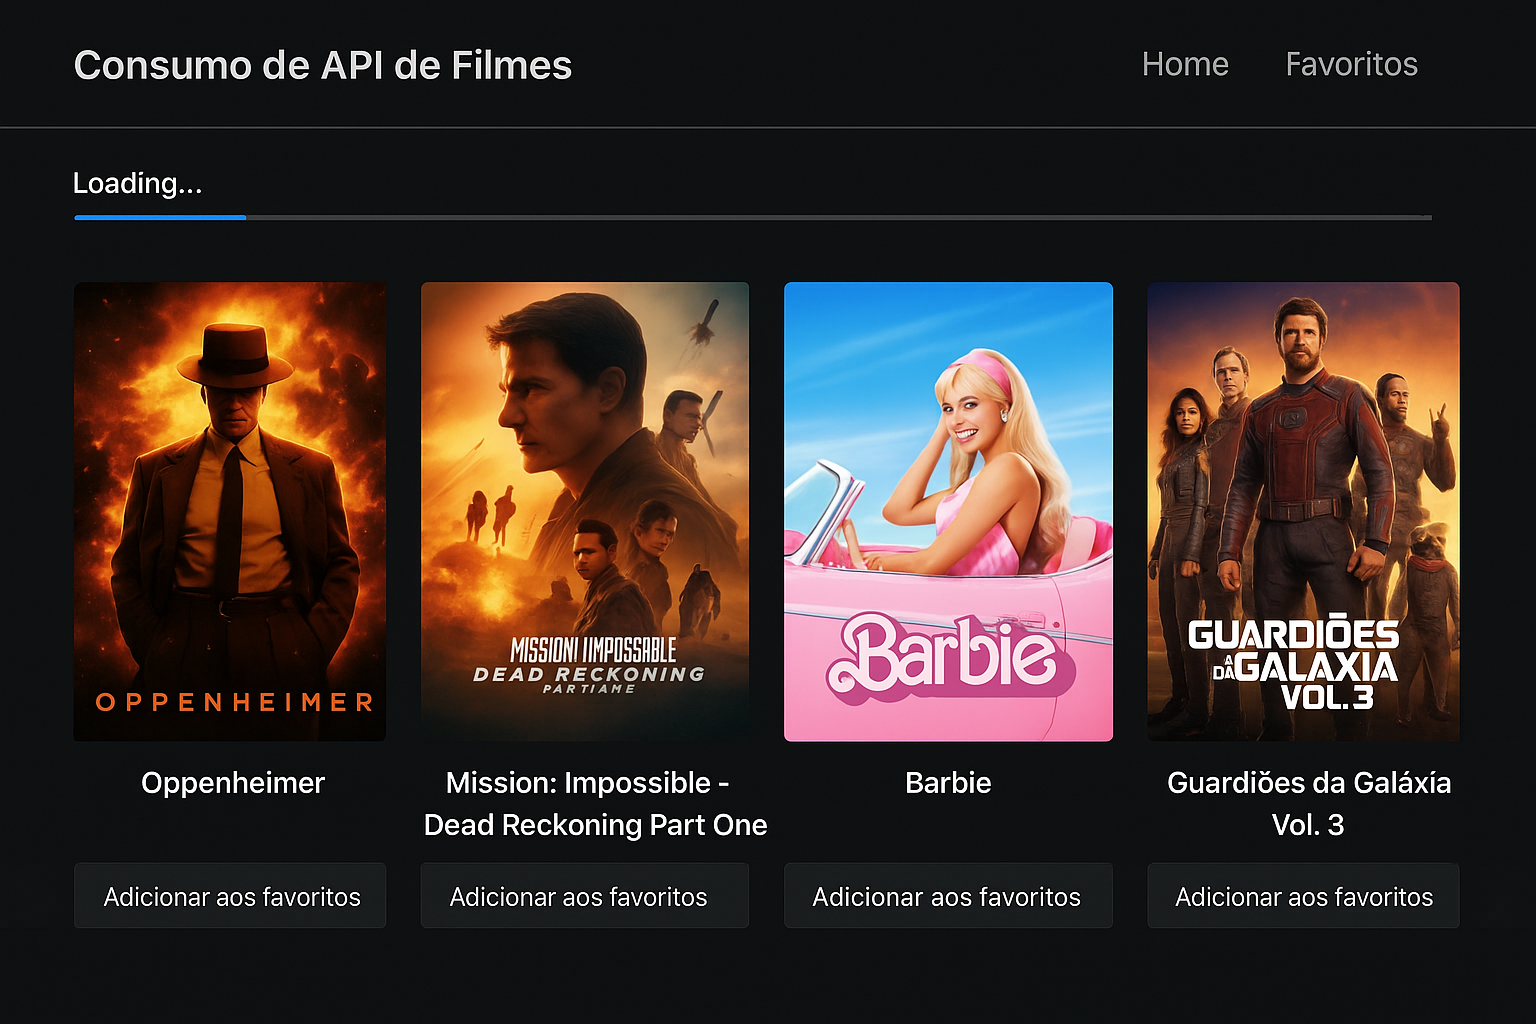 Consumo de API de Filmes
Home Favoritos
Loading...
OPPENHEIMER
MISSIONI IIMPOSSABLE
DEAD RECKONING
PARTIAME
Barbie
GUARDIÕES
DA GALAXIA
VOL. 3
Oppenheimer
Mission: Impossible -
Dead Reckoning Part One
Barbie
Guardiões da Galáxía
Vol. 3
Adicionar aos favoritos
Adicionar aos favoritos
Adicionar aos favoritos
Adicionar aos favoritos